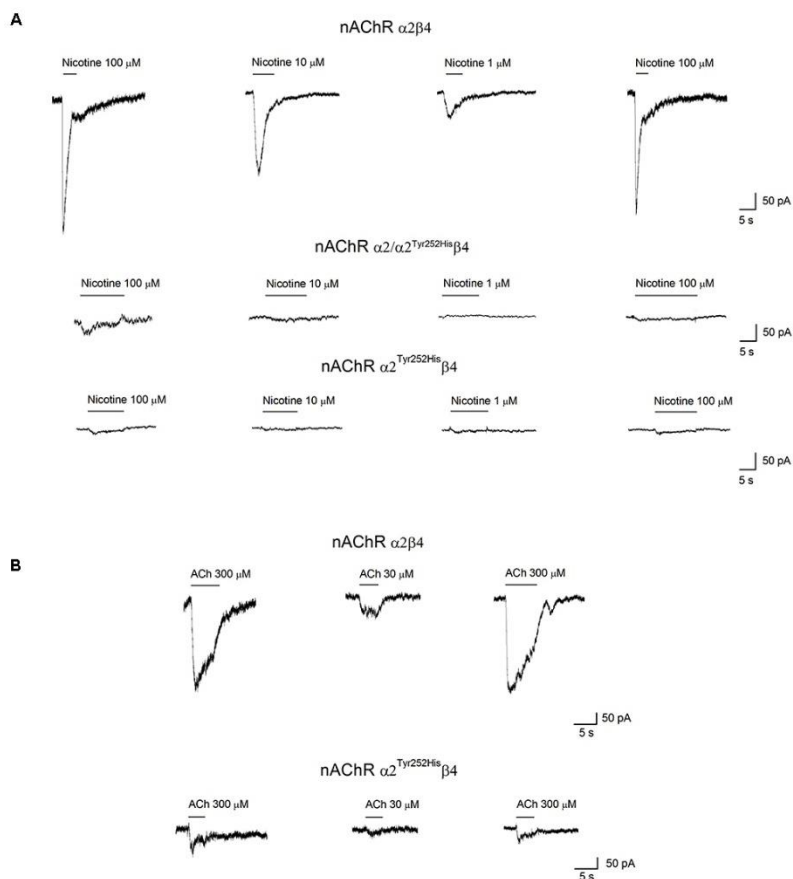 A
nAChR α2β4
Nicotine 100 μM Nicotine 10 μM Nicotine 1 μM Nicotine 100 μM
50 pA
5 s
nAChR α2/α2Tyr252Hisβ4
Nicotine 100 μM Nicotine 10 μM Nicotine 1 μM Nicotine 100 μM
50 pA
5 s
nAChR α2Tyr252Hisβ4
Nicotine 100 μM Nicotine 10 μM Nicotine 1 μM Nicotine 100 μM
50 pA
5 s
nAChR α2β4
B
ACh 300 μM ACh 30 μM ACh 300 μM
50 pA
5 s
nAChR α2Tyr252Hisβ4
ACh 300 μM ACh 30 μM ACh 300 μM
50 pA
5 s